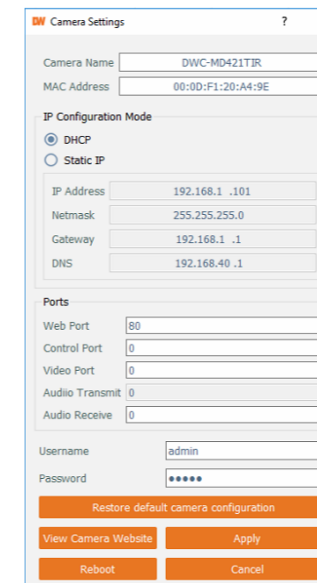 DW Camera Settings ?
Camera Name DWC-MD421TIR
MAC Address 00:0D:F1:20:A4:9E
IP Configuration Mode
DHCP
Static IP
IP Address 192.168.1 .101
Netmask 255.255.255.0
Gateway 192.168.1 .1
DNS 192.168.40 .1
Ports
Web Port 80
Control Port 0
Video Port 0
Audiio Transmit 0
Audio Receive 0
Username admin
Password ●●●●●
Restore default camera configuration
View Camera Website Apply
Reboot Cancel